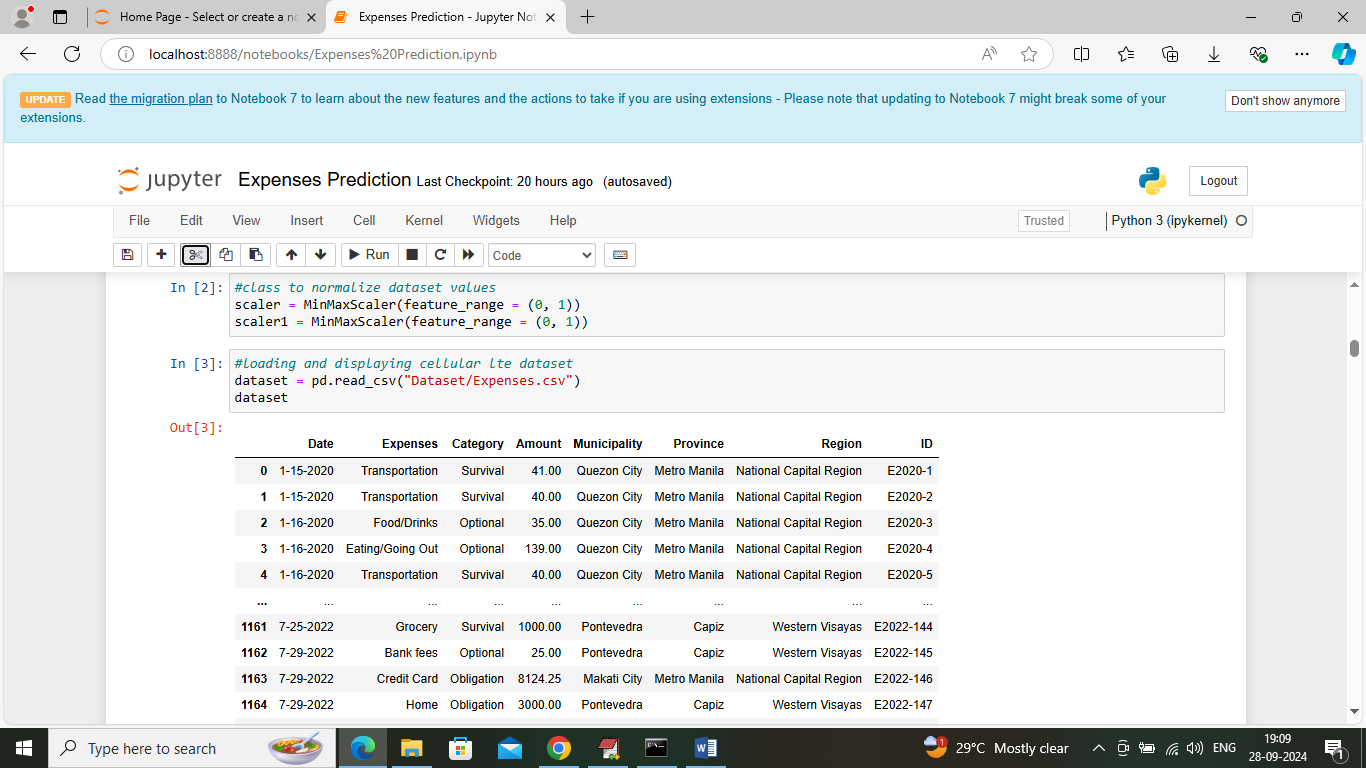 Home Page - Select or create a no
Expenses Prediction - Jupyter Not
localhost:8888/notebooks/Expenses%20Prediction.ipynb
UPDATE Read the migration plan to Notebook 7 to learn about the new features and the actions to take if you are using extensions - Please note that updating to Notebook 7 might break some of your
extensions.
Don't show anymore
jupyter Expenses Prediction Last Checkpoint: 20 hours ago (autosaved)
Logout
File Edit View Insert Cell Kernel Widgets Help
Trusted
Python 3 (ipykernel)
Run
Code
In [2]: #class to normalize dataset values
scaler = MinMaxScaler(feature_range = (0, 1))
scaler1 = MinMaxScaler(feature_range = (0, 1))
In [3]: #loading and displaying cellular lte dataset
dataset = pd.read_csv("Dataset/Expenses.csv")
dataset
Out[3]:
Date Expenses Category Amount Municipality Province Region ID
0 1-15-2020 Transportation Survival 41.00 Quezon City Metro Manila National Capital Region E2020-1
1 1-15-2020 Transportation Survival 40.00 Quezon City Metro Manila National Capital Region E2020-2
2 1-16-2020 Food/Drinks Optional 35.00 Quezon City Metro Manila National Capital Region E2020-3
3 1-16-2020 Eating/Going Out Optional 139.00 Quezon City Metro Manila National Capital Region E2020-4
4 1-16-2020 Transportation Survival 40.00 Quezon City Metro Manila National Capital Region E2020-5
... ... ... ... ... ... ... ... ...
1161 7-25-2022 Grocery Survival 1000.00 Pontevedra Capiz Western Visayas E2022-144
1162 7-29-2022 Bank fees Optional 25.00 Pontevedra Capiz Western Visayas E2022-145
1163 7-29-2022 Credit Card Obligation 8124.25 Makati City Metro Manila National Capital Region E2022-146
1164 7-29-2022 Home Obligation 3000.00 Pontevedra Capiz Western Visayas E2022-147
Type here to search
1
29°C Mostly clear
ENG
19:09
28-09-2024
1